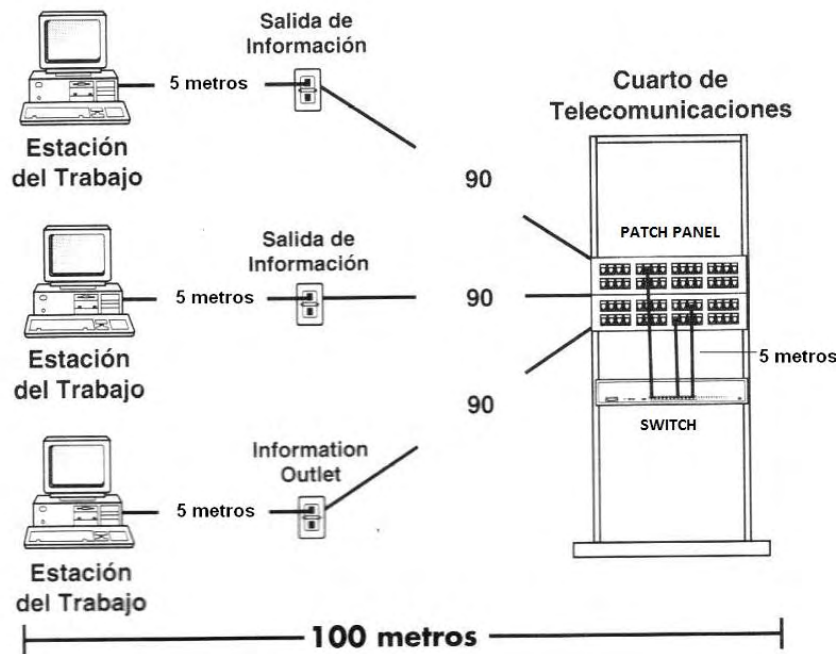 Salida de
Información
5 metros
Estación
del Trabajo
Cuarto de
Telecomunicaciones
90
PATCH PANEL
Salida de
Información
5 metros
90
Estación
del Trabajo
5 metros
90
SWITCH
Information
Outlet
5 metros
Estación
del Trabajo
100 metros